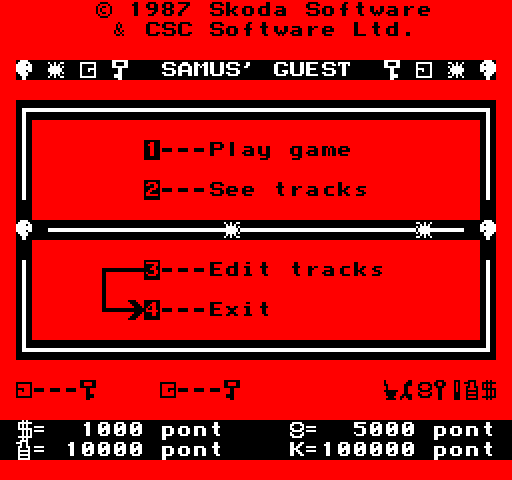 © 1987 Skoda Software
& CSC Software Ltd.
SAMUS' GUEST
1---Play game
2---See tracks
3---Edit tracks
4---Exit
$= 1000 pont 8= 5000 pont
= 10000 pont K=100000 pont